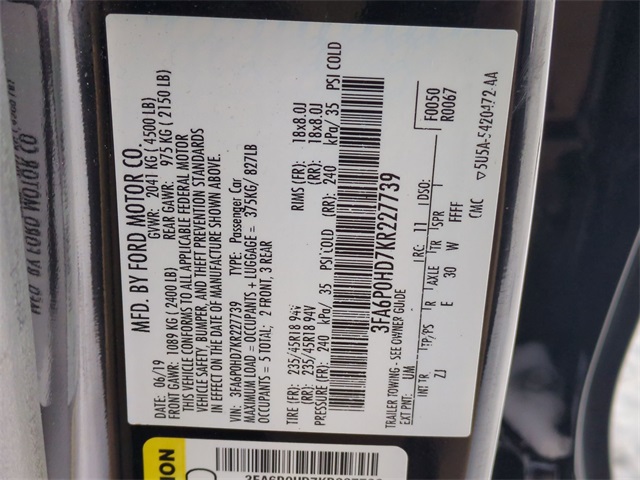 MFD. BY FORD MOTOR CO.
DATE: 06/19 GVWR: 2041 KG ( 4500 LB)
FRONT GAWR: 1089 KG ( 2400 LB) REAR GAWR: 975 KG ( 2150 LB)
THIS VEHICLE CONFORMS TO ALL APPLICABLE FEDERAL MOTOR
VEHICLE SAFETY, BUMPER, AND THEFT PREVENTION STANDARDS
IN EFFECT ON THE DATE OF MANUFACTURE SHOWN ABOVE.
VIN: 3FA6P0HD7KR227739 TYPE: Passenger Car
MAXIMUM LOAD = OCCUPANTS + LUGGAGE = 375KG/ 827LB
OCCUPANTS = 5 TOTAL; 2 FRONT, 3 REAR
TIRE (FR): 235/45R18 94V RIMS (FR): 18x8.0J
TIRE (RR): 235/45R18 94V (RR): 18x8.0J
PRESSURE (FR): 240 kPa/ 35 PSI COLD (RR): 240 kPa/ 35 PSI COLD
3FA6P0HD7KR227739
TRAILER TOWING - SEE OWNER GUIDE
F0050
R0067
EXT PNT: UM RC: 11 DSO:
INT TR TP/PS R AXLE TR SPR
ZJ E 30 W FFFF
CMC ▽5U5A-5420472-AA
3FA6P0HD7KR227739